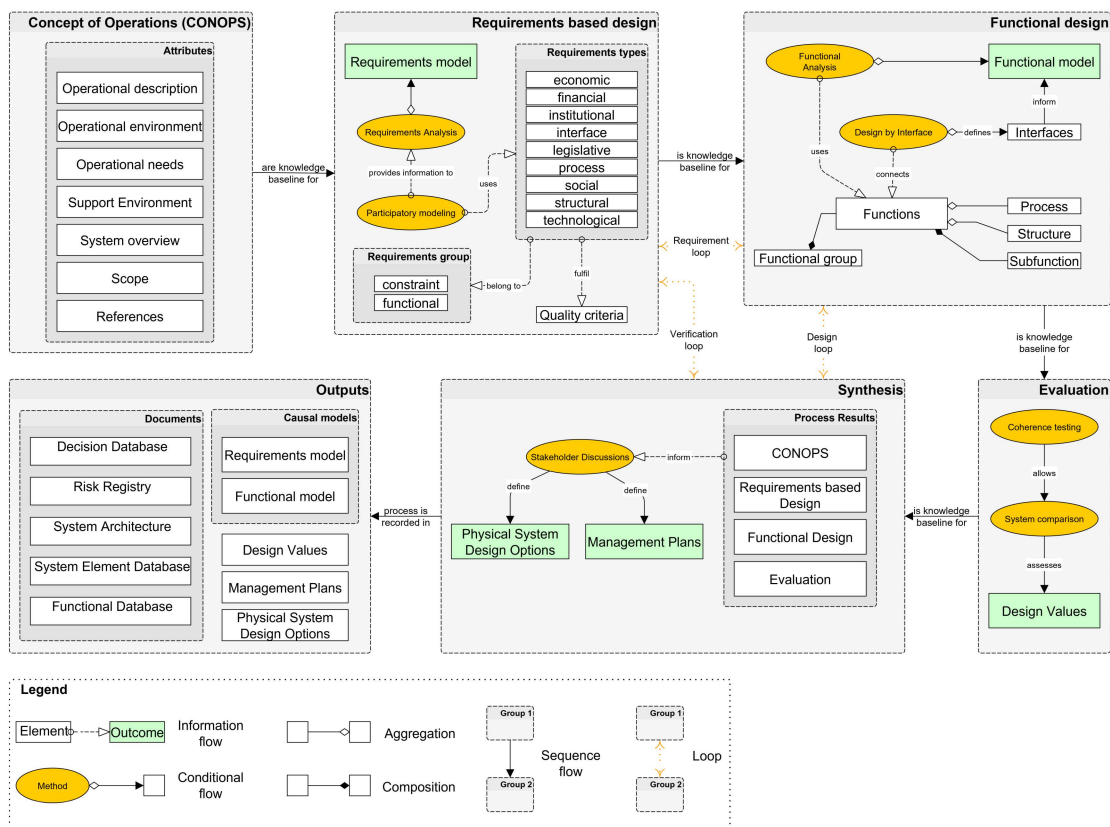 Concept of Operations (CONOPS)
Attributes
Operational description
Operational environment
Operational needs
Support Environment
System overview
Scope
References
are knowledge
baseline for
Requirements based design
Requirements model
Requirements Analysis
provides information to
Participatory modeling
uses
Requirements types
economic
financial
institutional
interface
legislative
process
social
structural
technological
Requirements group
constraint
functional
belong to
fulfil
Quality criteria
is knowledge
baseline for
Requirement
loop
Verification
loop
Design
loop
Functional design
Functional
Analysis
Functional model
inform
Design by Interface
defines
Interfaces
uses
connects
Functions
Process
Structure
Subfunction
Functional group
is knowledge
baseline for
Outputs
Documents
Decision Database
Risk Registry
System Architecture
System Element Database
Functional Database
Causal models
Requirements model
Functional model
Design Values
Management Plans
Physical System
Design Options
process is
recorded in
Synthesis
Stakeholder Discussions
inform
define
define
Physical System
Design Options
Management Plans
Process Results
CONOPS
Requirements based
Design
Functional Design
Evaluation
is knowledge
baseline for
Evaluation
Coherence testing
allows
System comparison
assesses
Design Values
Legend
Element
Outcome
Information
flow
Method
Conditional
flow
Aggregation
Composition
Group 1
Group 2
Sequence
flow
Group 1
Group 2
Loop